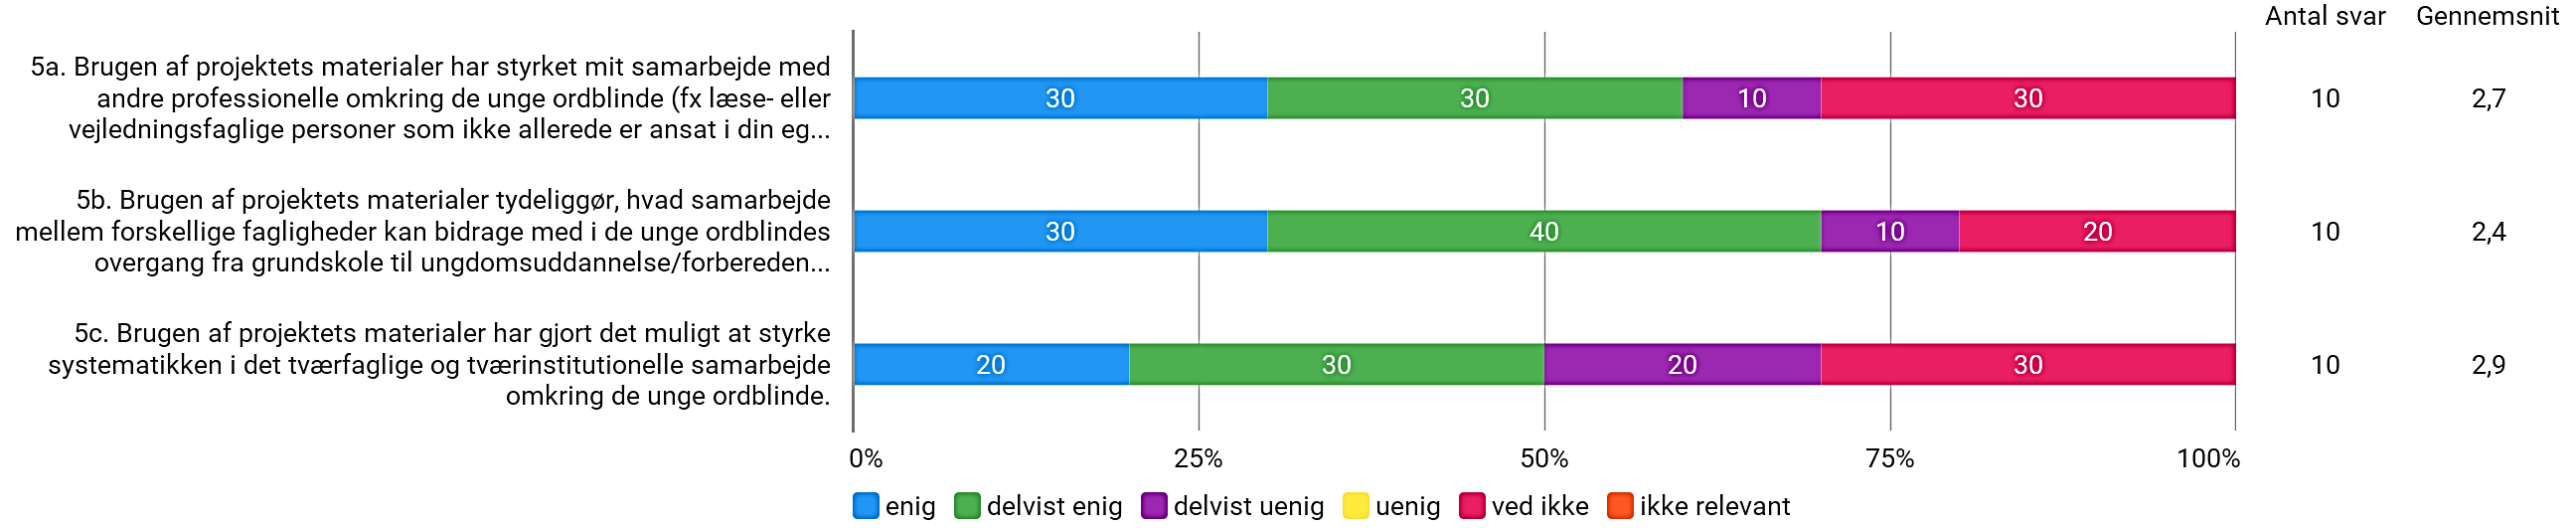 Antal svar Gennemsnit
5a. Brugen af projektets materialer har styrket mit samarbejde med
andre professionelle omkring de unge ordblinde (fx læse- eller
vejledningsfaglige personer som ikke allerede er ansat i din eg...
30 30 10 30 10 2,7
5b. Brugen af projektets materialer tydeliggør, hvad samarbejde
mellem forskellige fagligheder kan bidrage med i de unge ordblindes
overgang fra grundskole til ungdomsuddannelse/forbereden...
30 40 10 20 10 2,4
5c. Brugen af projektets materialer har gjort det muligt at styrke
systematikken i det tværfaglige og tværinstitutionelle samarbejde
omkring de unge ordblinde.
20 30 20 30 10 2,9
0% 25% 50% 75% 100%
enig delvist enig delvist uenig uenig ved ikke ikke relevant